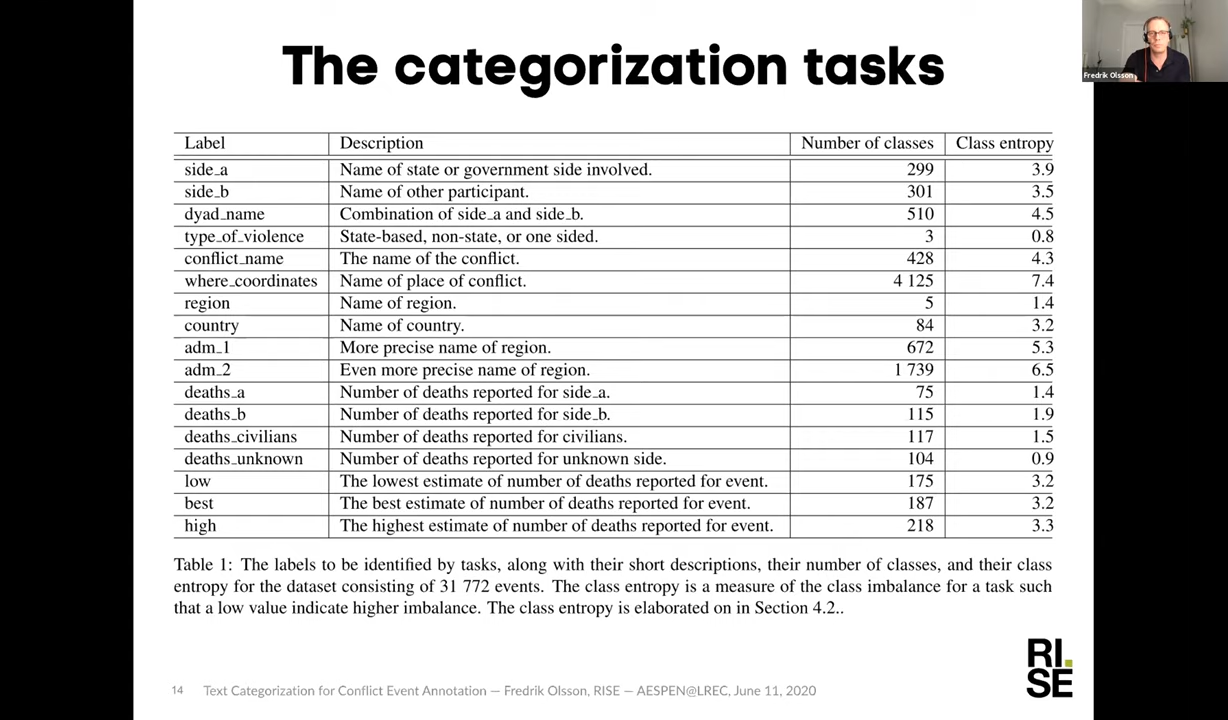 The categorization tasks
Fredrik Olsson
Label Description Number of classes Class entropy
side_a Name of state or government side involved. 299 3.9
side_b Name of other participant. 301 3.5
dyad_name Combination of side_a and side_b. 510 4.5
type_of_violence State-based, non-state, or one sided. 3 0.8
conflict_name The name of the conflict. 428 4.3
where_coordinates Name of place of conflict. 4 125 7.4
region Name of region. 5 1.4
country Name of country. 84 3.2
adm_1 More precise name of region. 672 5.3
adm_2 Even more precise name of region. 1 739 6.5
deaths_a Number of deaths reported for side_a. 75 1.4
deaths_b Number of deaths reported for side_b. 115 1.9
deaths_civilians Number of deaths reported for civilians. 117 1.5
deaths_unknown Number of deaths reported for unknown side. 104 0.9
low The lowest estimate of number of deaths reported for event. 175 3.2
best The best estimate of number of deaths reported for event. 187 3.2
high The highest estimate of number of deaths reported for event. 218 3.3
Table 1: The labels to be identified by tasks, along with their short descriptions, their number of classes, and their class
entropy for the dataset consisting of 31 772 events. The class entropy is a measure of the class imbalance for a task such
that a low value indicate higher imbalance. The class entropy is elaborated on in Section 4.2..
RI.
SE
14 Text Categorization for Conflict Event Annotation — Fredrik Olsson, RISE — AESPEN@LREC, June 11, 2020